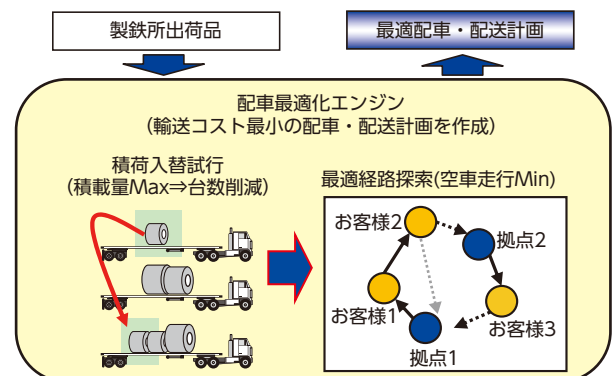 製鉄所出荷品
最適配車・配送計画
配車最適化エンジン
（輸送コスト最小の配車・配送計画を作成）
積荷入替試行
(積載量Max⇒台数削減)
最適経路探索(空車走行Min)
お客様2
拠点2
お客様1
お客様3
拠点1